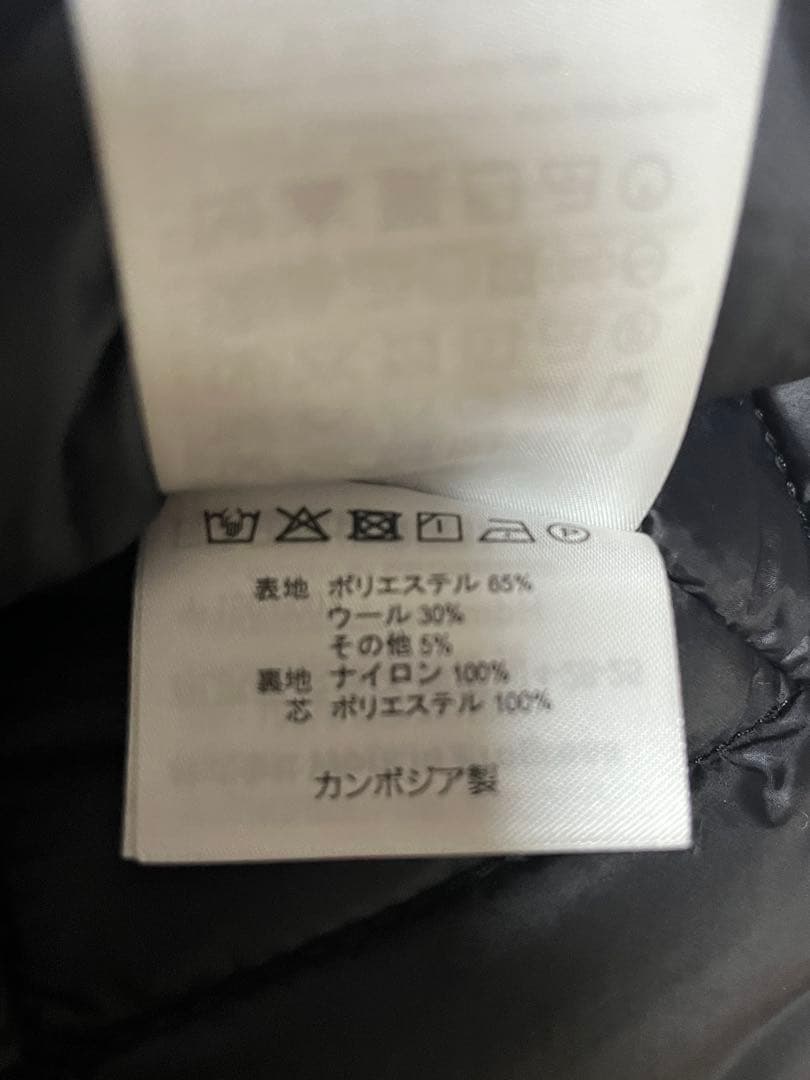 表地 ポリエステル 65%
ウール 30%
その他 5%
裏地 ナイロン 100%
芯 ポリエステル 100%
カンボジア製